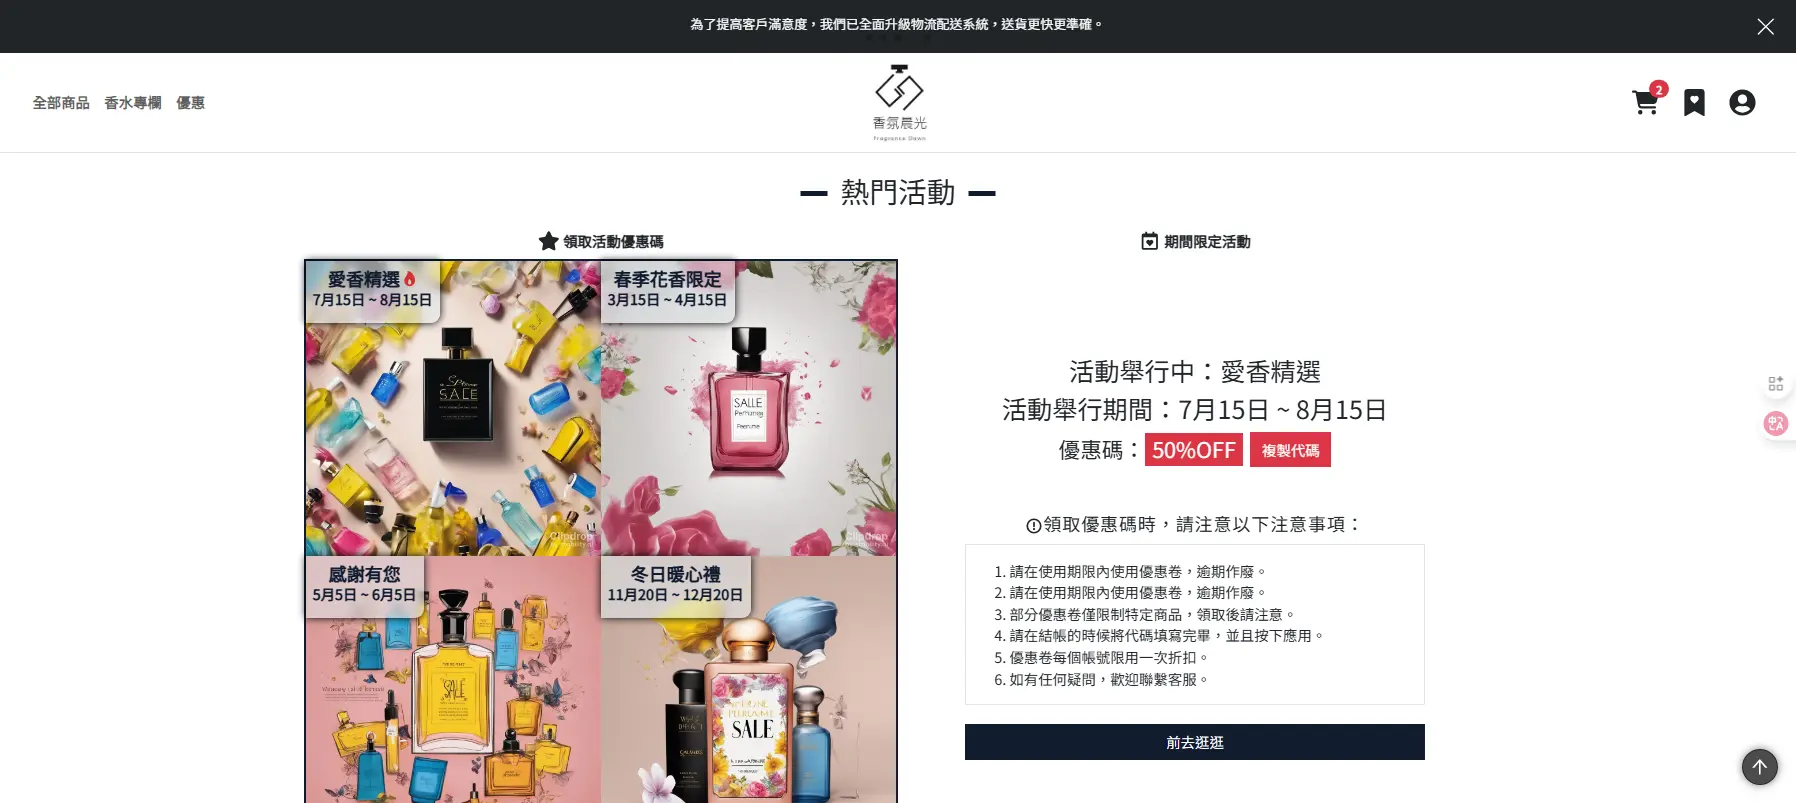 為了提高客戶滿意度，我們已全面升級物流配送系統，送貨更快更準確。
全部商品 香水專欄 優惠
香氛晨光
Fragrance Dawn
2
熱門活動
領取活動優惠碼
期間限定活動
愛香精選
7月15日 ~ 8月15日
春季花香限定
3月15日 ~ 4月15日
SALE
SALLE
Perfumes
Clipdrop
Clipdrop
感謝有您
5月5日 ~ 6月5日
冬日暖心禮
11月20日 ~ 12月20日
SALE
SALE
活動舉行中：愛香精選
活動舉行期間：7月15日 ~ 8月15日
優惠碼： 50%OFF 複製代碼
領取優惠碼時，請注意以下注意事項：
1. 請在使用期限內使用優惠卷，逾期作廢。
2. 請在使用期限內使用優惠卷，逾期作廢。
3. 部分優惠卷僅限制特定商品，領取後請注意。
4. 請在結帳的時候將代碼填寫完畢，並且按下應用。
5. 優惠卷每個帳號限用一次折扣。
6. 如有任何疑問，歡迎聯繫客服。
前去逛逛